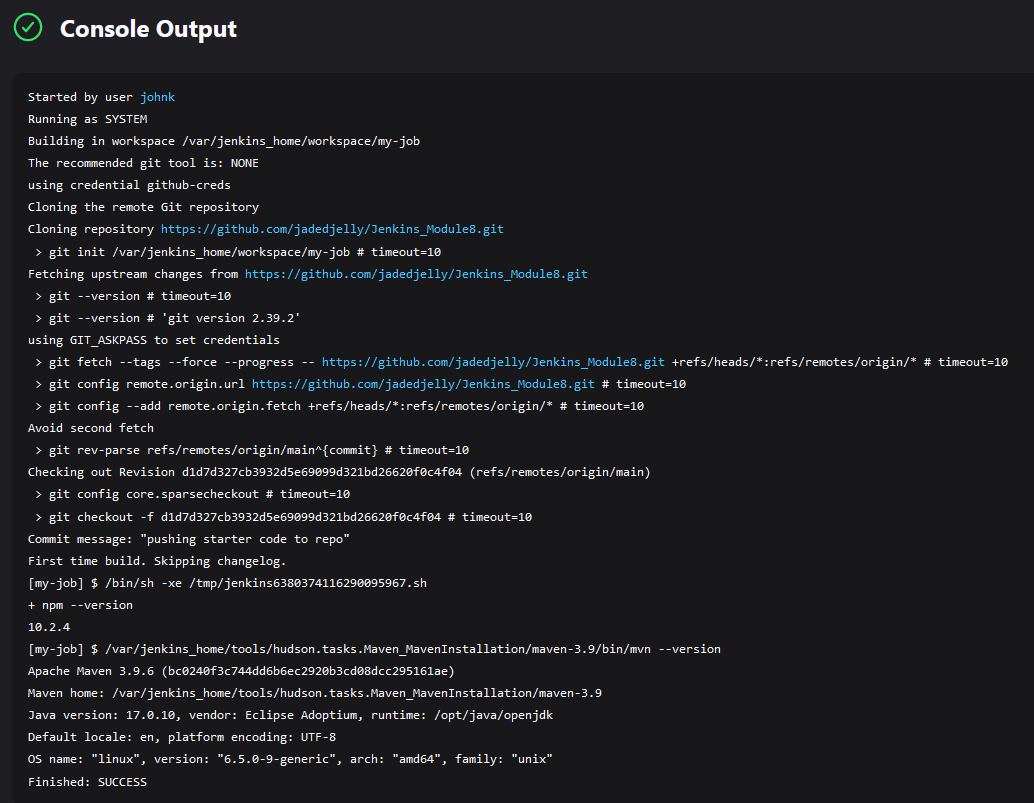 Console Output
Started by user johnk
Running as SYSTEM
Building in workspace /var/jenkins_home/workspace/my-job
The recommended git tool is: NONE
using credential github-creds
Cloning the remote Git repository
Cloning repository https://github.com/jadedjelly/Jenkins_Module8.git
 > git init /var/jenkins_home/workspace/my-job # timeout=10
Fetching upstream changes from https://github.com/jadedjelly/Jenkins_Module8.git
 > git --version # timeout=10
 > git --version # 'git version 2.39.2'
using GIT_ASKPASS to set credentials
 > git fetch --tags --force --progress -- https://github.com/jadedjelly/Jenkins_Module8.git +refs/heads/*:refs/remotes/origin/* # timeout=10
 > git config remote.origin.url https://github.com/jadedjelly/Jenkins_Module8.git # timeout=10
 > git config --add remote.origin.fetch +refs/heads/*:refs/remotes/origin/* # timeout=10
Avoid second fetch
 > git rev-parse refs/remotes/origin/main^{commit} # timeout=10
Checking out Revision d1d7d327cb3932d5e69099d321bd26620f0c4f04 (refs/remotes/origin/main)
 > git config core.sparsecheckout # timeout=10
 > git checkout -f d1d7d327cb3932d5e69099d321bd26620f0c4f04 # timeout=10
Commit message: "pushing starter code to repo"
First time build. Skipping changelog.
[my-job] $ /bin/sh -xe /tmp/jenkins6380374116290095967.sh
+ npm --version
10.2.4
[my-job] $ /var/jenkins_home/tools/hudson.tasks.Maven_MavenInstallation/maven-3.9/bin/mvn --version
Apache Maven 3.9.6 (bc0240f3c744dd6b6ec2920b3cd08dcc295161ae)
Maven home: /var/jenkins_home/tools/hudson.tasks.Maven_MavenInstallation/maven-3.9
Java version: 17.0.10, vendor: Eclipse Adoptium, runtime: /opt/java/openjdk
Default locale: en, platform encoding: UTF-8
OS name: "linux", version: "6.5.0-9-generic", arch: "amd64", family: "unix"
Finished: SUCCESS